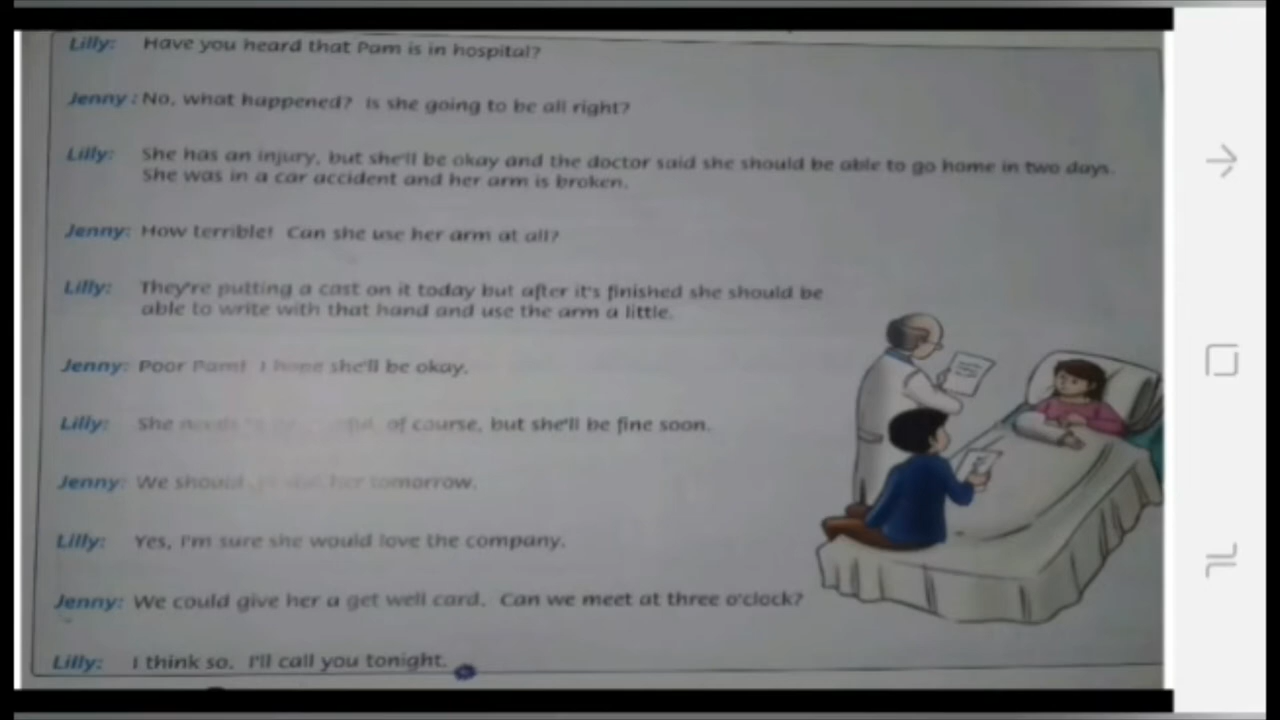 Lilly: Have you heard that Pam is in hospital?
Jenny: No, what happened? Is she going to be all right?
Lilly: She has an injury, but she'll be okay and the doctor said she should be able to go home in two days.
She was in a car accident and her arm is broken.
Jenny: How terrible! Can she use her arm at all?
Lilly: They're putting a cast on it today but after it's finished she should be
able to write with that hand and use the arm a little.
Jenny: Poor Pam! I hope she'll be okay.
Lilly: She needs of course, but she'll be fine soon.
Jenny: We should her tomorrow.
Lilly: Yes, I'm sure she would love the company.
Jenny: We could give her a get well card. Can we meet at three o'clock?
Lilly: I think so. I'll call you tonight.